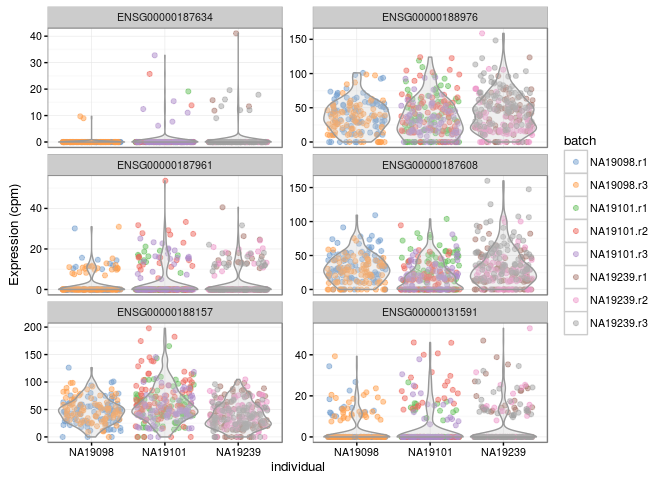 ENSG00000187634
ENSG00000188976
40
30
20
10
0
150
100
50
0
ENSG00000187961
ENSG00000187608
40
20
0
150
100
50
0
ENSG00000188157
ENSG00000131591
200
150
100
50
0
40
20
0
NA19098
NA19101
NA19239
NA19098
NA19101
NA19239
individual
Expression (cpm)
batch
NA19098.r1
NA19098.r3
NA19101.r1
NA19101.r2
NA19101.r3
NA19239.r1
NA19239.r2
NA19239.r3